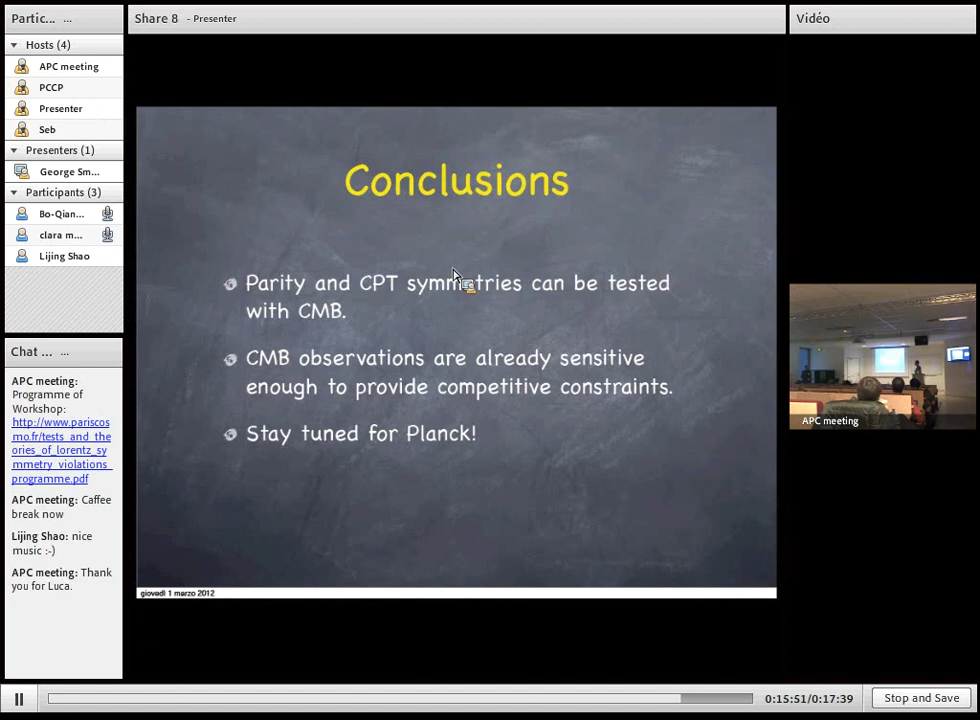 Partic... ...
Hosts (4)
APC meeting
PCCP
Presenter
Seb
Presenters (1)
George Sm...
Participants (3)
Bo-Qian...
clara m...
Lijing Shao
Chat ... ...
APC meeting:
Programme of
Workshop:
http://www.pariscos
mo.fr/tests_and_the
ories_of_lorentz_sy
mmetry_violations_
programme.pdf
APC meeting: Caffee
break now
Lijing Shao: nice
music :-)
APC meeting: Thank
you for Luca.
Share 8 - Presenter
Conclusions
Parity and CPT symmetries can be tested
with CMB.
CMB observations are already sensitive
enough to provide competitive constraints.
Stay tuned for Planck!
giovedì 1 marzo 2012
Vidéo
APC meeting
0:15:51/0:17:39
Stop and Save